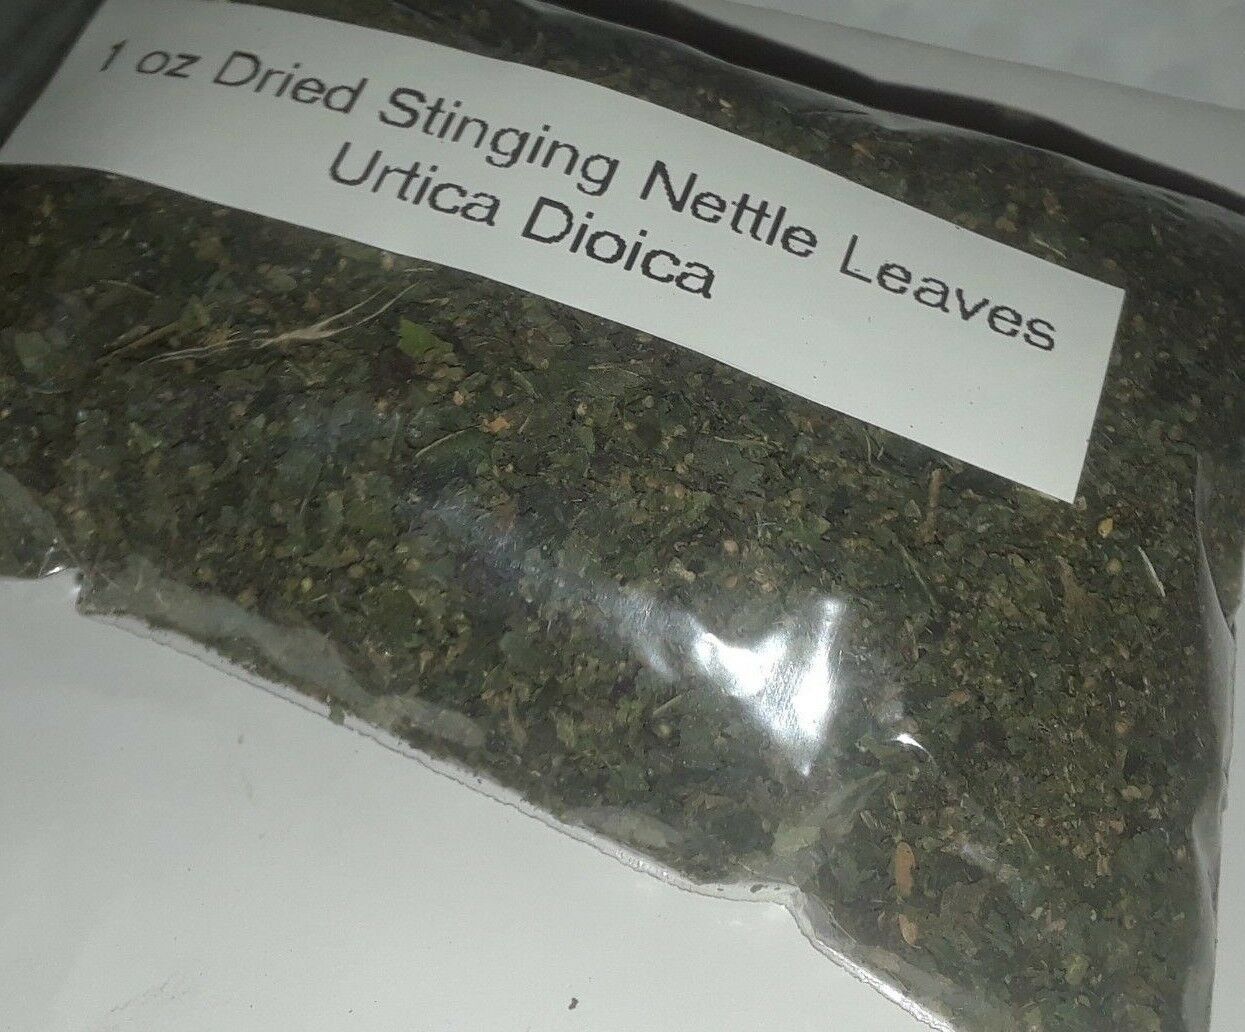 1 oz Dried Stinging Nettle Leaves
Urtica Dioica